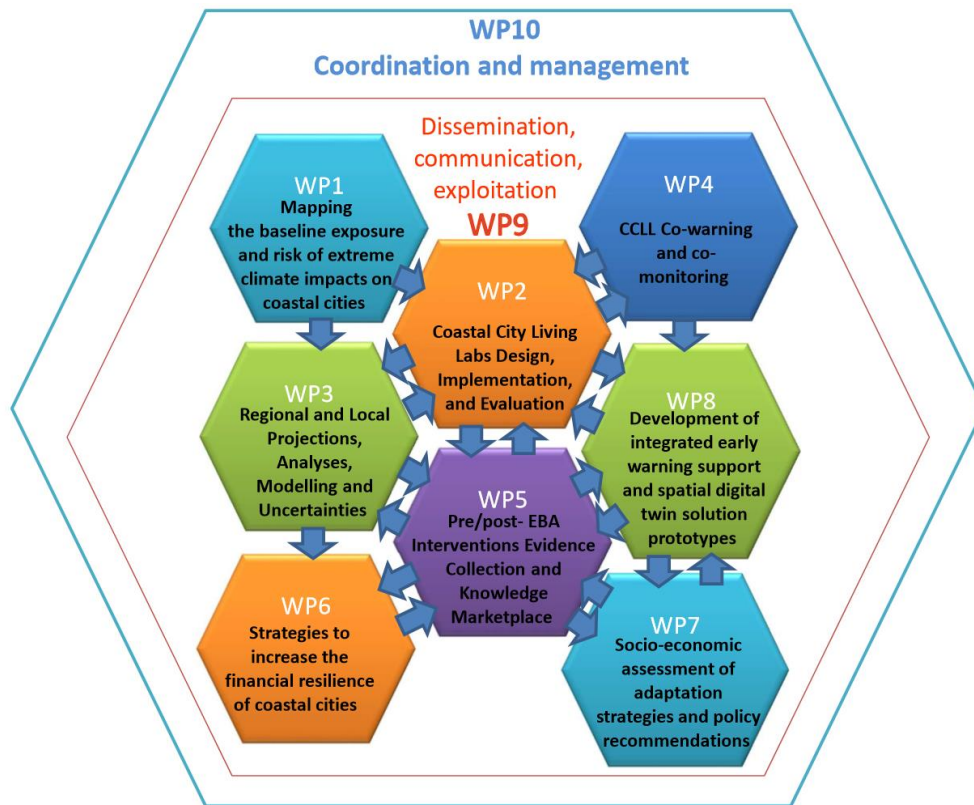 WP10
Coordination and management
Dissemination,
communication,
exploitation
WP9
WP1
Mapping
the baseline exposure
and risk of extreme
climate impacts on
coastal cities
WP4
CCLL Co-warning
and co-
monitoring
WP2
Coastal City Living
Labs Design,
Implementation,
and Evaluation
WP3
Regional and Local
Projections,
Analyses,
Modelling and
Uncertainties
WP8
Development of
integrated early
warning support
and spatial digital
twin solution
prototypes
WP5
Pre/post- EBA
Interventions Evidence
Collection and
Knowledge
Marketplace
WP6
Strategies to
increase the
financial resilience
of coastal cities
WP7
Socio-economic
assessment of
adaptation
strategies and policy
recommendations